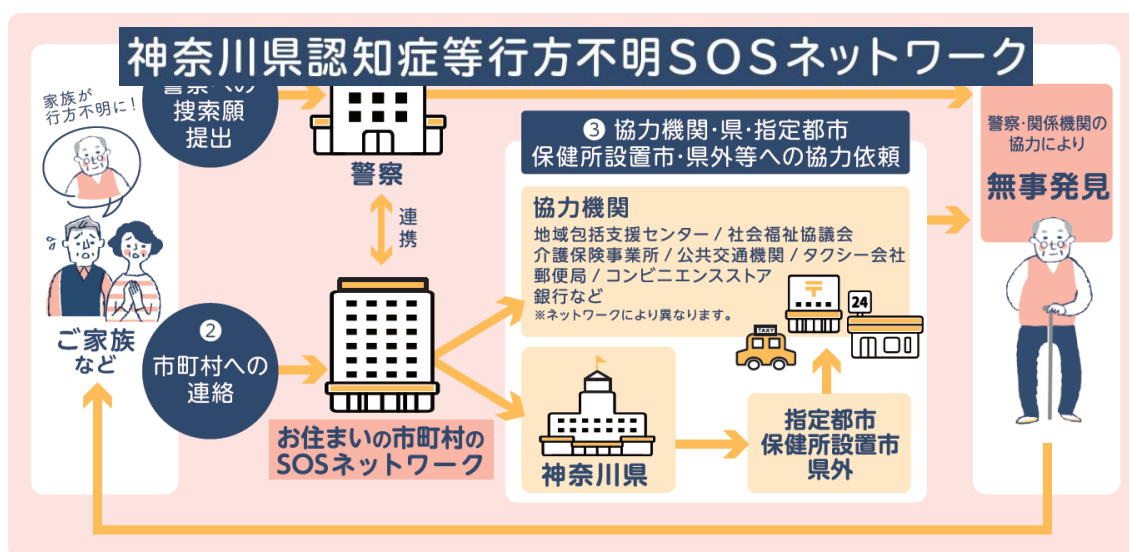 神奈川県認知症等行方不明SOSネットワーク
家族が
行方不明に!
警察への
捜索願
提出
警察
連携
ご家族
など
❷
市町村への
連絡
お住まいの市町村の
SOSネットワーク
❸ 協力機関・県・指定都市
保健所設置市・県外等への協力依頼
協力機関
地域包括支援センター / 社会福祉協議会
介護保険事業所 / 公共交通機関 / タクシー会社
郵便局 / コンビニエンスストア
銀行など
※ネットワークにより異なります。
〒
24
TAXI
神奈川県
指定都市
保健所設置市
県外
警察・関係機関の
協力により
無事発見